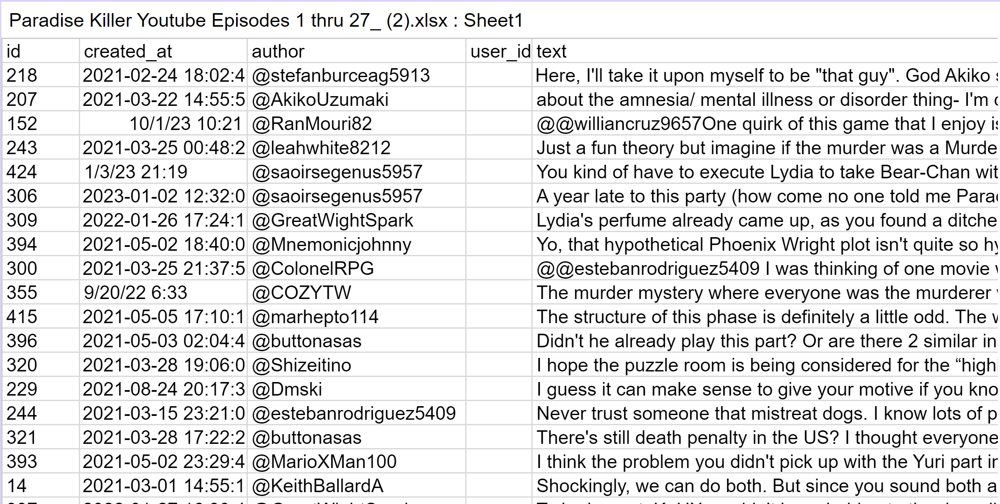 Paradise Killer Youtube Episodes 1 thru 27_ (2).xlsx : Sheet1
id created_at author user_id text
218 2021-02-24 18:02:4 @stefanburceag5913 Here, I'll take it upon myself to be "that guy". God Akiko
207 2021-03-22 14:55:5 @AkikoUzumaki about the amnesia/ mental illness or disorder thing- I'm
152 10/1/23 10:21 @RanMouri82 @@williancruz9657One quirk of this game that I enjoy
243 2021-03-25 00:48:2 @leahwhite8212 Just a fun theory but imagine if the murder was a Murde
424 1/3/23 21:19 @saoirsegenus5957 You kind of have to execute Lydia to take Bear-Chan wit
306 2023-01-02 12:32:0 @saoirsegenus5957 A year late to this party (how come no one told me Para
309 2022-01-26 17:24:1 @GreatWightSpark Lydia's perfume already came up, as you found a ditche
394 2021-05-02 18:40:0 @Mnemonicjohnny Yo, that hypothetical Phoenix Wright plot isn't quite so hy
300 2021-03-25 21:37:5 @ColonelRPG @@estebanrodriguez5409 I was thinking of one movie
355 9/20/22 6:33 @COZYTW The murder mystery where everyone was the murderer
415 2021-05-05 17:10:1 @marhepto114 The structure of this phase is definitely a little odd. The
396 2021-05-03 02:04:4 @buttonasas Didn't he already play this part? Or are there 2 similar in
320 2021-03-28 19:06:0 @Shizeitino I hope the puzzle room is being considered for the “highl
229 2021-08-24 20:17:3 @Dmski I guess it can make sense to give your motive if you kno
244 2021-03-15 23:21:0 @estebanrodriguez5409 Never trust someone that mistreat dogs. I know lots of p
321 2021-03-28 17:22:2 @buttonasas There's still death penalty in the US? I thought everyone
393 2021-05-02 23:29:4 @MarioXMan100 I think the problem you didn't pick up with the Yuri part in
14 2021-03-01 14:55:1 @KeithBallardA Shockingly, we can do both. But since you sound both a